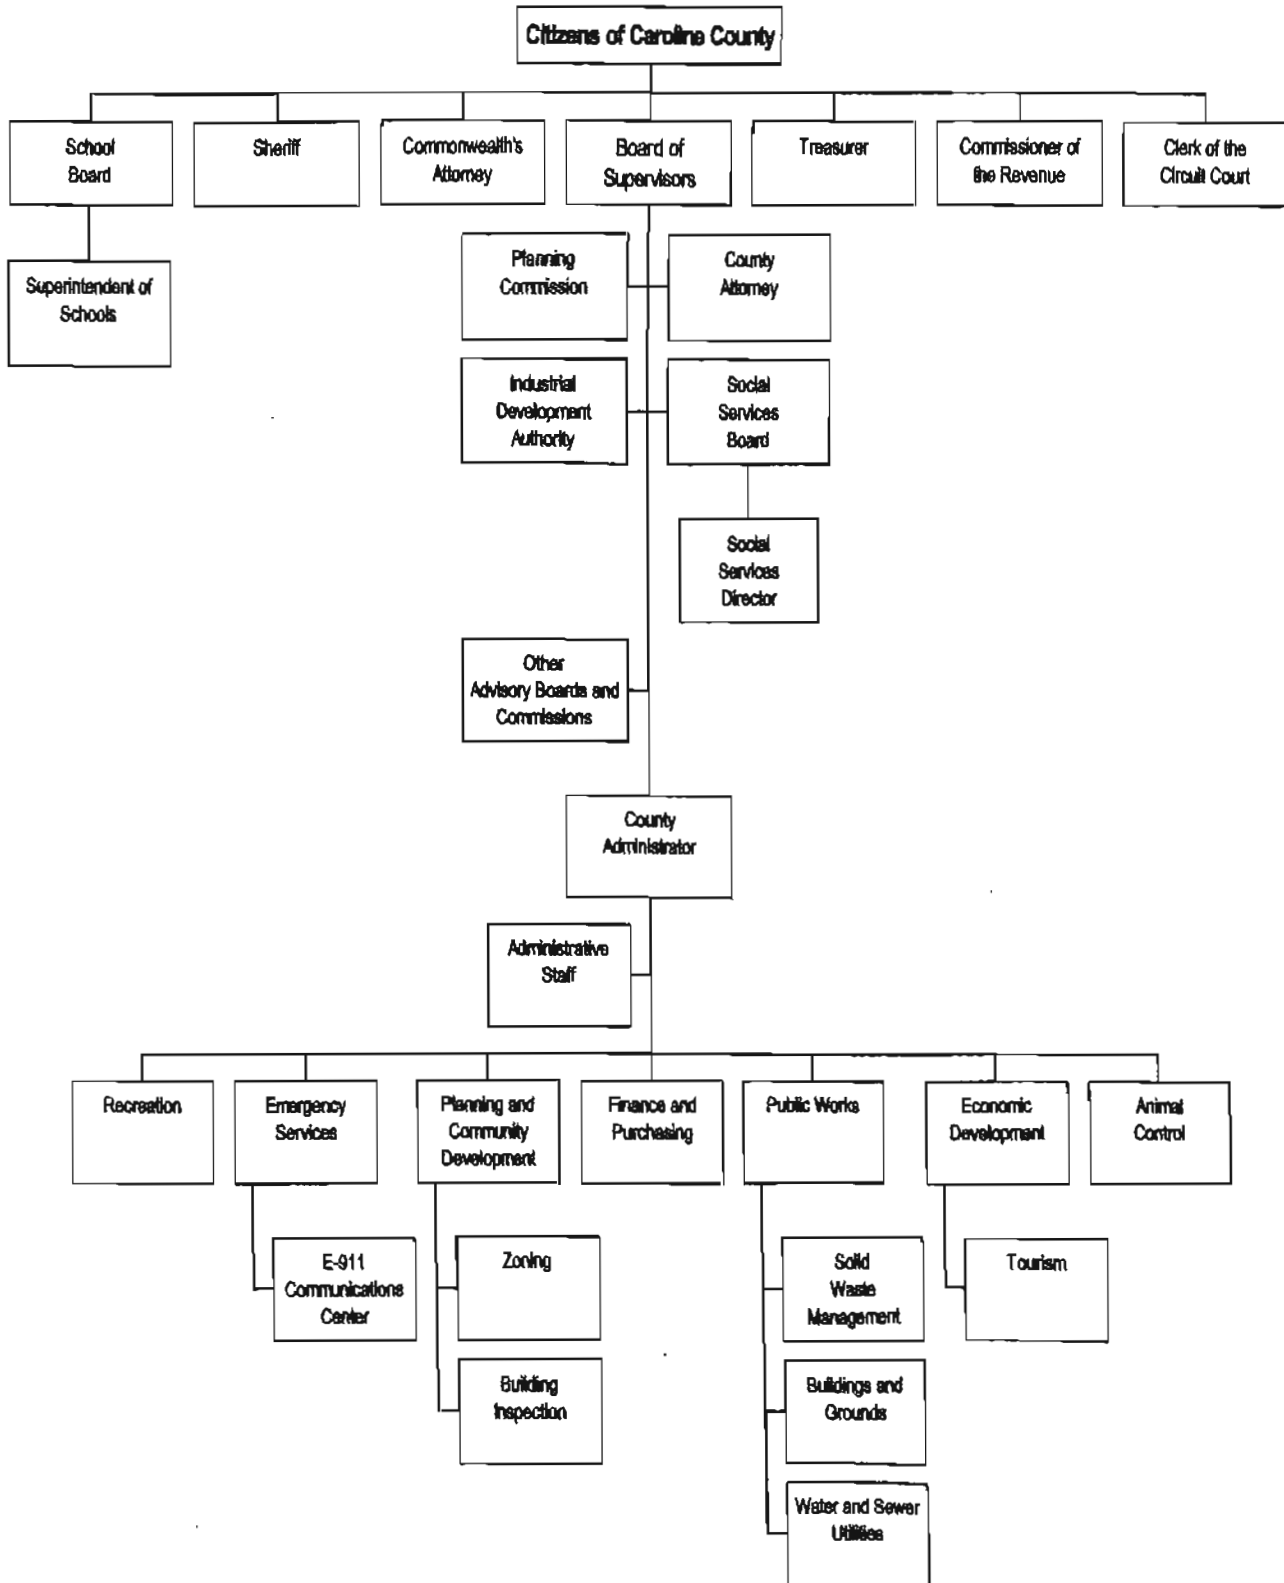 Citizens of Caroline County
School
Board
Sheriff
Commonwealth's
Attorney
Board of
Supervisors
Treasurer
Commissioner of
the Revenue
Clerk of the
Circuit Court
Superintendent of
Schools
Planning
Commission
County
Attorney
Industrial
Development
Authority
Social
Services
Board
Social
Services
Director
Other
Advisory Boards and
Commissions
County
Administrator
Administrative
Staff
Recreation
Emergency
Services
Planning and
Community
Development
Finance and
Purchasing
Public Works
Economic
Development
Animal
Control
E-911
Communications
Center
Zoning
Building
Inspection
Solid
Waste
Management
Buildings and
Grounds
Water and Sewer
Utilities
Tourism